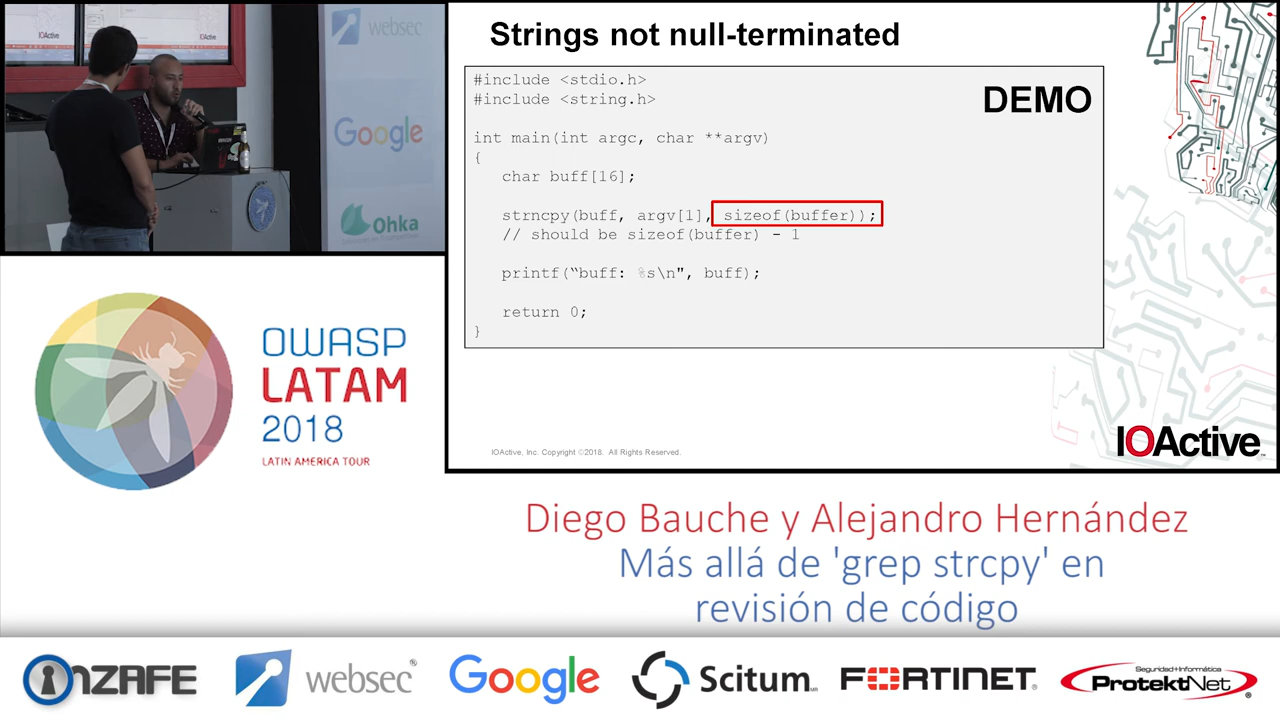 IOActive
websec
Google
Ohka
Strings not null-terminated
DEMO
#include <stdio.h>
#include <string.h>
int main(int argc, char **argv)
{
char buff[16];
strncpy(buff, argv[1], sizeof(buffer));
// should be sizeof(buffer) - 1
printf(“buff: %s\n", buff);
return 0;
}
IOActive, Inc. Copyright ©2018. All Rights Reserved.
IOActive™
OWASP
LATAM
2018
LATIN AMERICA TOUR
Diego Bauche y Alejandro Hernández
Más allá de 'grep strcpy' en
revisión de código
ONZAFE
websec®
Google
Scitum MR
FORTINET®
Seguridad+Informática
ProtektNet®